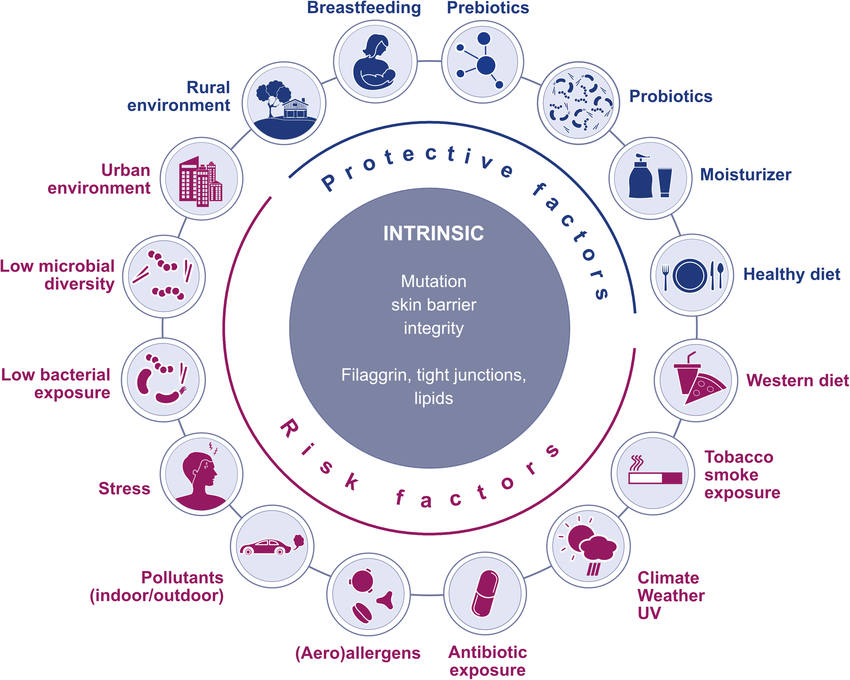 Breastfeeding
Prebiotics
Rural
environment
Probiotics
Urban
environment
Moisturizer
Protective factors
INTRINSIC
Mutation
skin barrier
integrity
Filaggrin, tight junctions,
lipids
Low microbial
diversity
Healthy diet
Low bacterial
exposure
Western diet
Risk factors
Stress
Tobacco
smoke
exposure
Pollutants
(indoor/outdoor)
Climate
Weather
UV
(Aero)allergens
Antibiotic
exposure